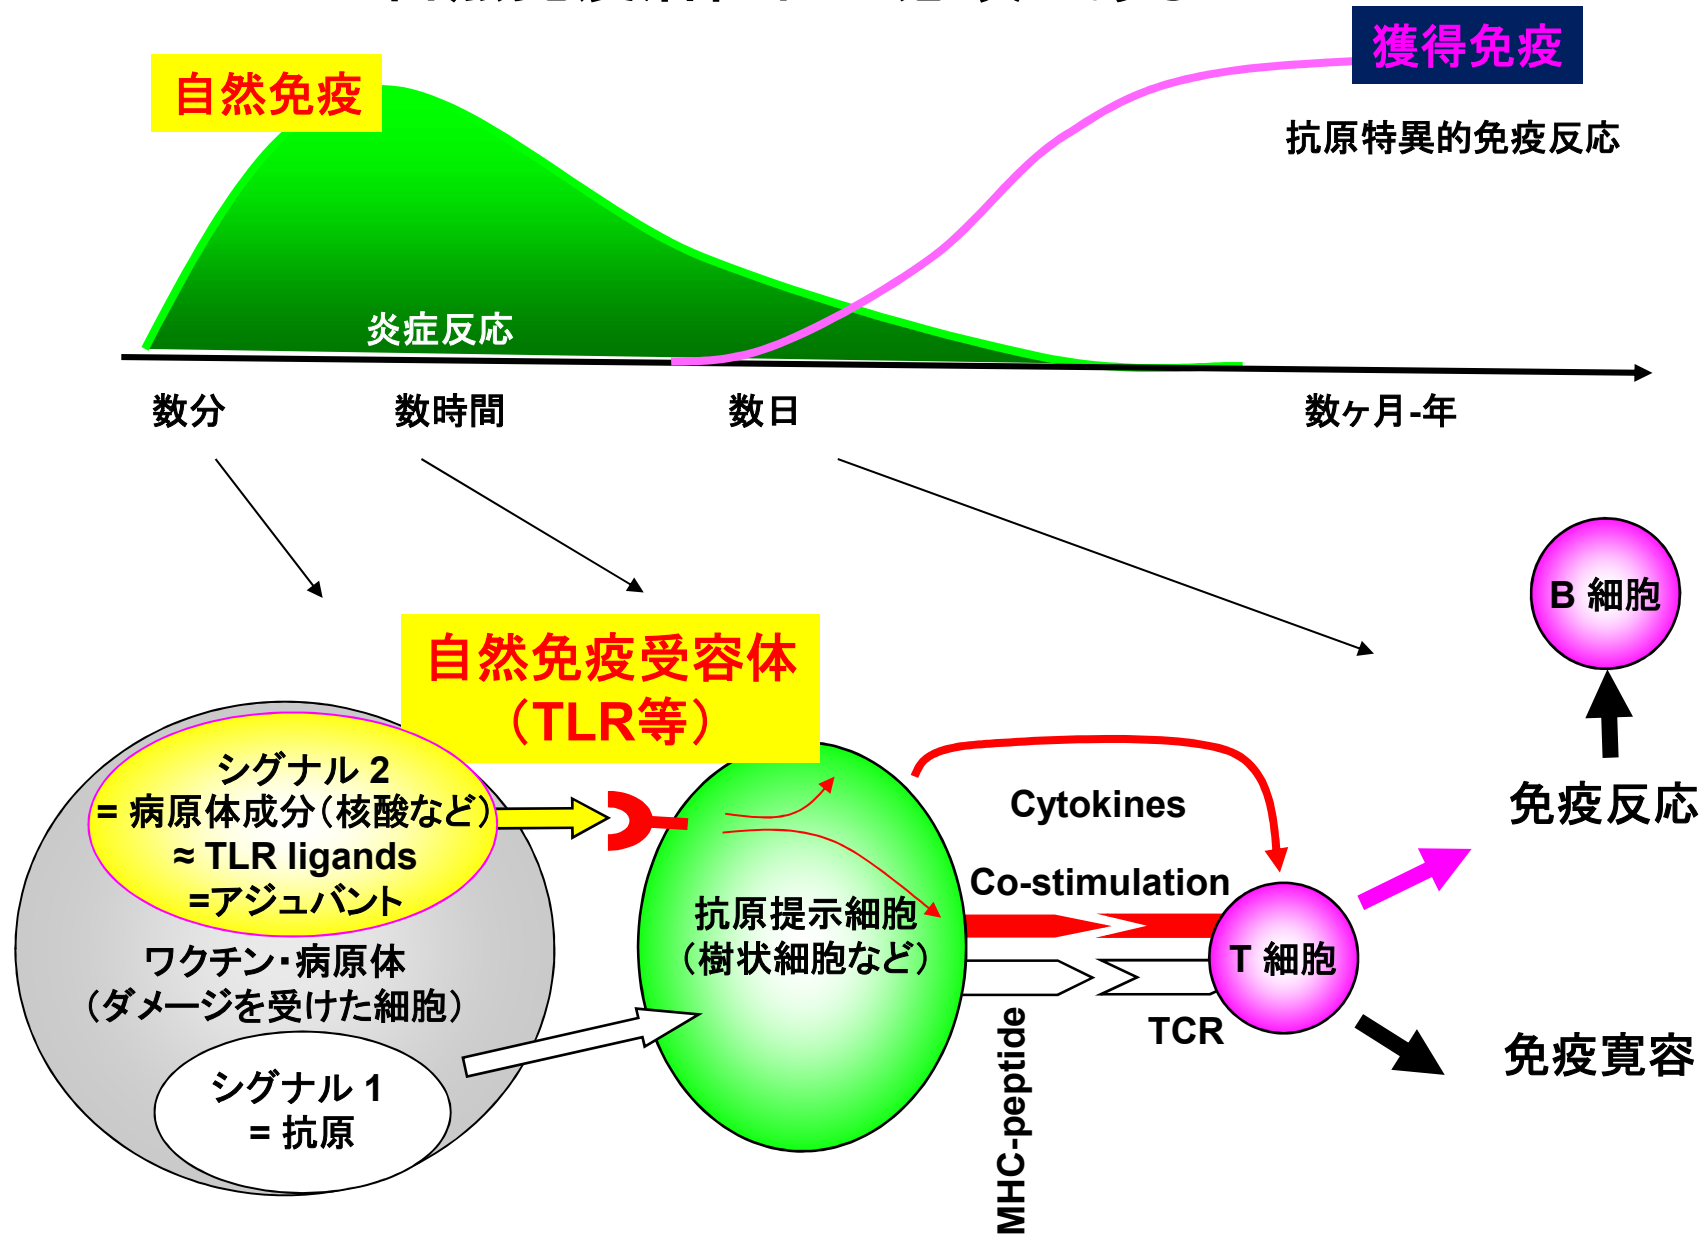 自然免疫
獲得免疫
抗原特異的免疫反応
炎症反応
数分
数時間
数日
数ヶ月-年
B 細胞
自然免疫受容体
（TLR等）
シグナル 2
= 病原体成分（核酸など）
≈ TLR ligands
=アジュバント
ワクチン・病原体
（ダメージを受けた細胞）
シグナル 1
= 抗原
抗原提示細胞
（樹状細胞など）
Cytokines
Co-stimulation
MHC-peptide
TCR
T 細胞
免疫反応
免疫寛容